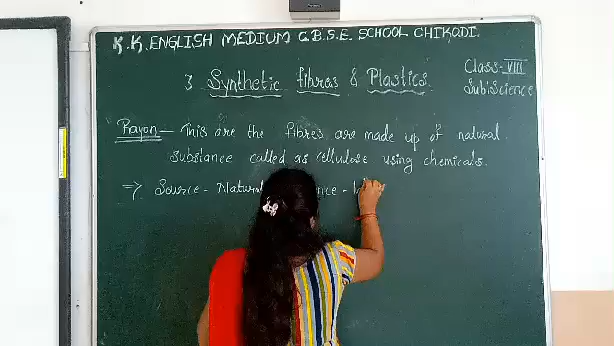 K.K. ENGLISH MEDIUM C.B.S.E. SCHOOL CHIKODI.
3 Synthetic fibres & Plastics.
Class:- VIII
Sub:Science
Rayon - This are the fibres are made up of natural
substance called as cellulose using chemicals.
⇒ Source - Natural